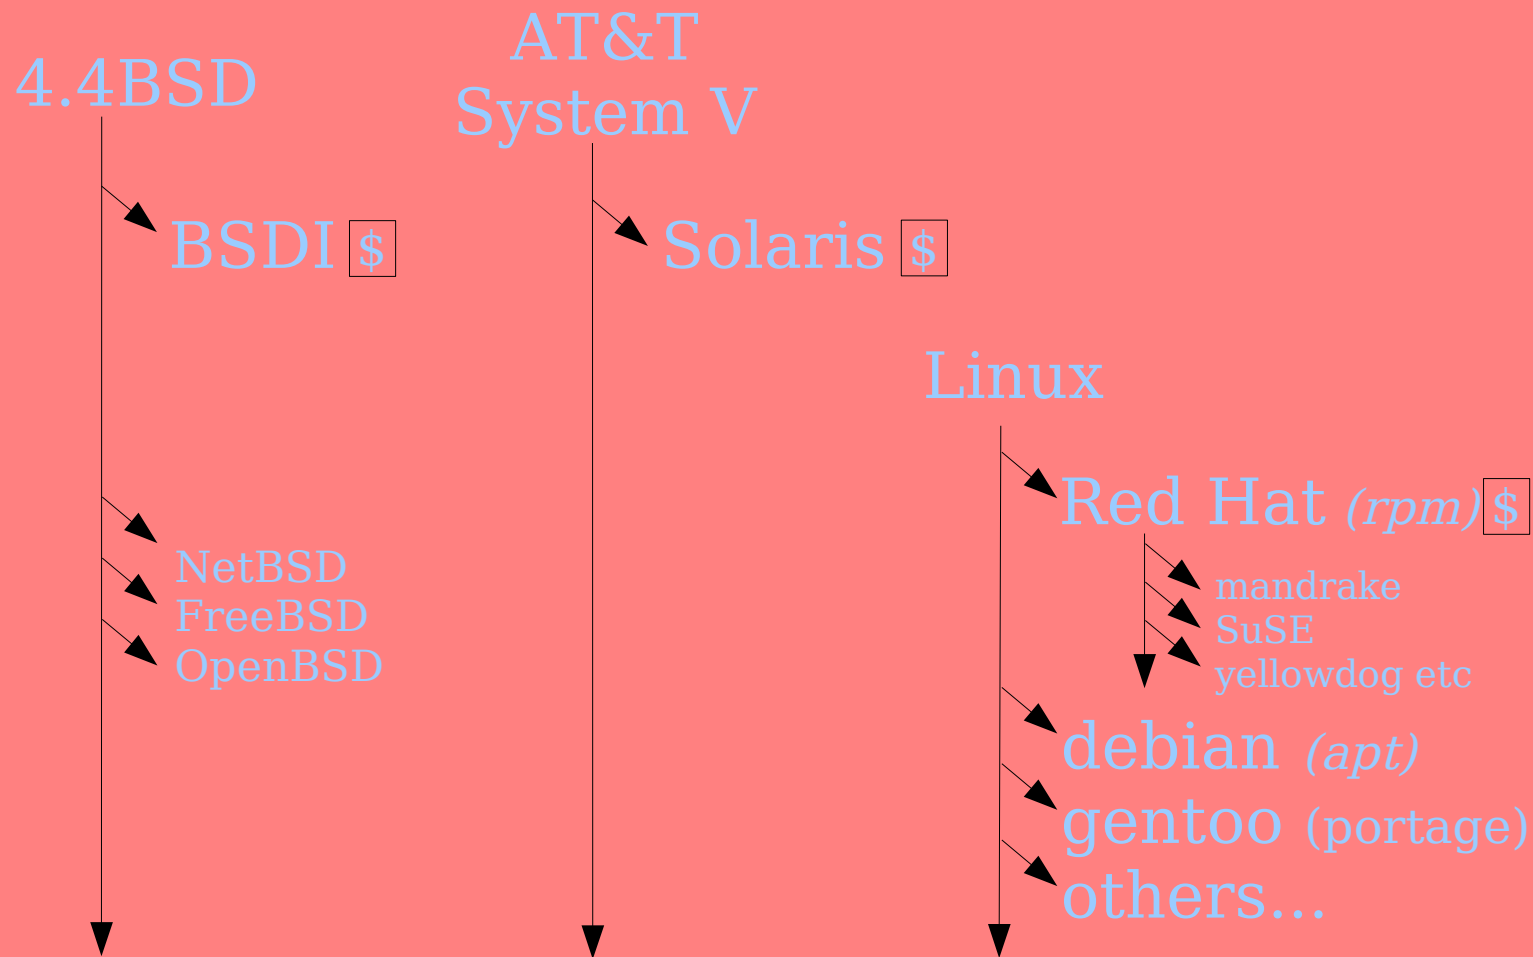 4.4BSD
AT&T
System V
BSDI $
Solaris $
Linux
Red Hat (rpm) $
NetBSD
FreeBSD
OpenBSD
mandrake
SuSE
yellowdog etc
debian (apt)
gentoo (portage)
others...